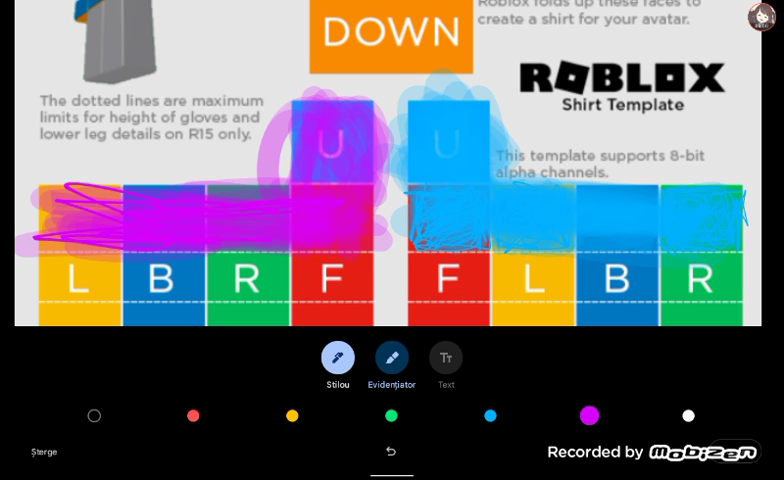 Roblox folds up these faces to
create a shirt for your avatar.
DOWN
ROBLOX
Shirt Template
The dotted lines are maximum
limits for height of gloves and
lower leg details on R15 only.
U
U
This template supports 8-bit
alpha channels.
L B R F F L B R
Stilou
Evidențiator
Text
Șterge
Recorded by mobizen